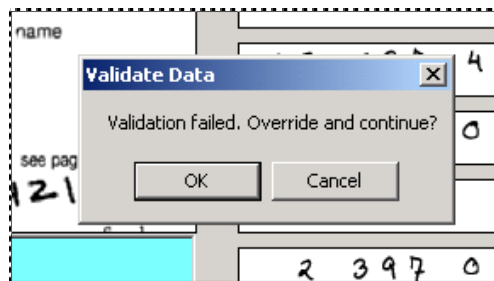 name
4
Validate Data
Validation failed. Override and continue?
0
see pag
121
OK
Cancel
2 397 0